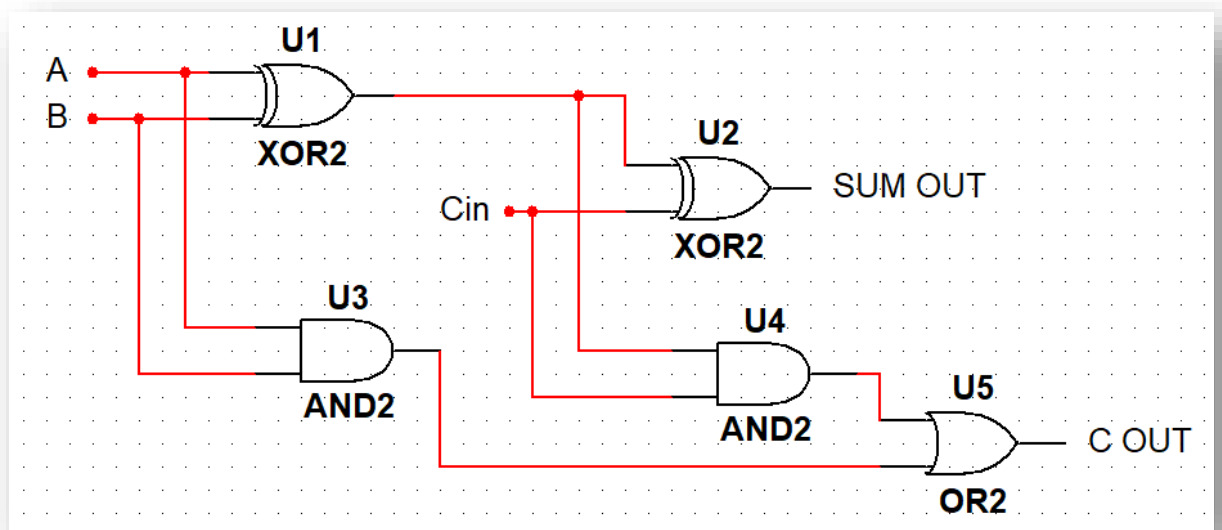 U1
A
B
XOR2
U2
Cin
SUM OUT
XOR2
U3
AND2
U4
AND2
U5
C OUT
OR2